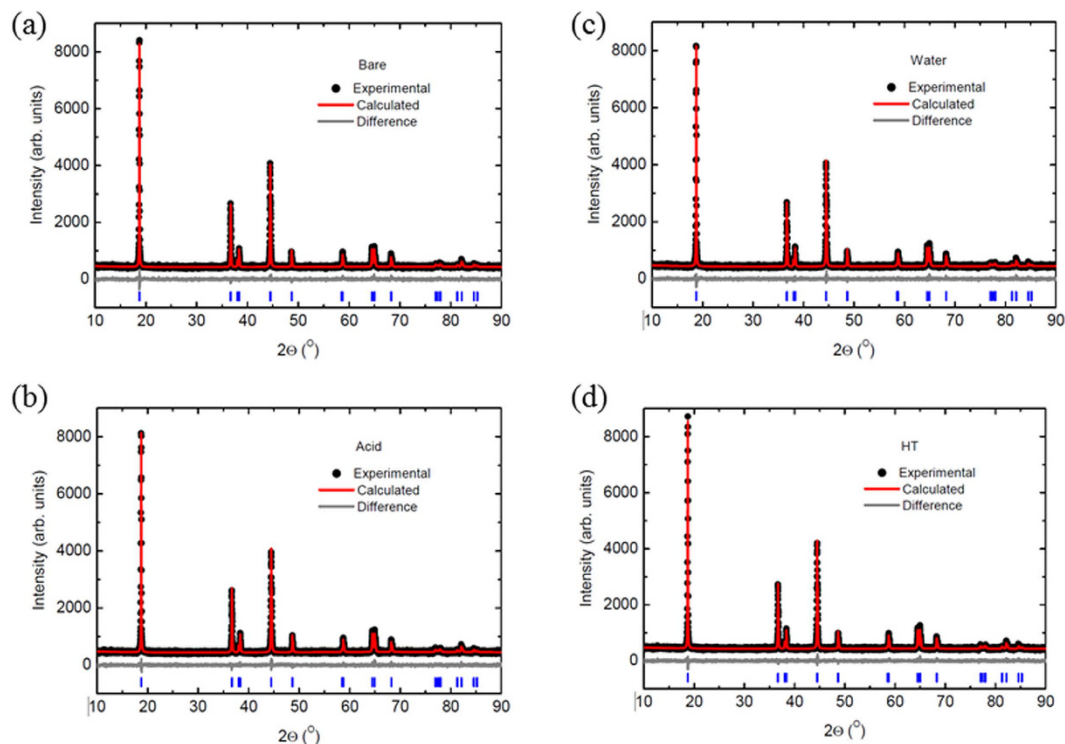 (a)
8000
6000
4000
2000
0
Intensity (arb. units)
Bare
Experimental
Calculated
Difference
10 20 30 40 50 60 70 80 90
2Θ (°)
(c)
8000
6000
4000
2000
0
Intensity (arb. units)
Water
Experimental
Calculated
Difference
10 20 30 40 50 60 70 80 90
2Θ (°)
(b)
8000
6000
4000
2000
0
Intensity (arb. units)
Acid
Experimental
Calculated
Difference
10 20 30 40 50 60 70 80 90
2Θ (°)
(d)
8000
6000
4000
2000
0
Intensity (arb. units)
HT
Experimental
Calculated
Difference
10 20 30 40 50 60 70 80 90
2Θ (°)